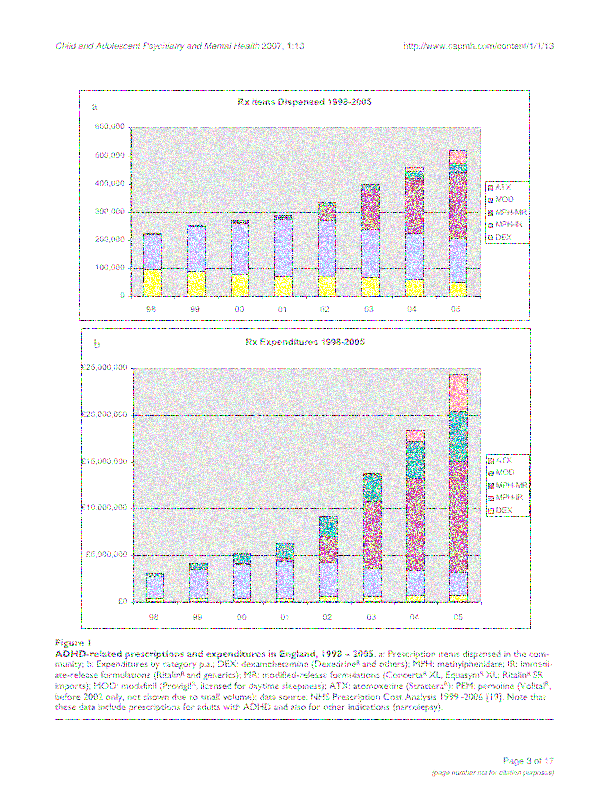 Child and Adolescent Psychiatry and Mental Health 2007, 1:13 http://www.capmh.com/content/1/1/13
a
Rx Items Dispensed 1998-2005
600,000
500,000
400,000
300,000
200,000
100,000
0
98 99 00 01 02 03 04 05
ATX
MOD
MPH-MR
MPH-IR
DEX
b
Rx Expenditures 1998-2005
£25,000,000
£20,000,000
£15,000,000
£10,000,000
£5,000,000
£0
98 99 00 01 02 03 04 05
ATX
MOD
MPH-MR
MPH-IR
DEX
Figure 1
ADHD-related prescriptions and expenditures in England, 1998 – 2005. a: Prescription items dispensed in the com-
munity; b: Expenditures by category p.a., DEX: dexamphetamine (Dexedrine® and others); MPH: methylphenidate; IR: immedi-
ate-release formulations (Ritalin® and generics); MR: modified-release formulations (Concerta® XL, Equasym® XL, Ritalin® SR
imports); MOD: modafinil (Provigil®, licensed for daytime sleepiness); ATX: atomoxetine (Strattera®); PEM: pemoline (Volital®,
before 2002 only, not shown due to small volume); data source: NHS Prescription Cost Analysis 1999 -2006 [10]. Note that
these data include prescriptions for adults with ADHD and also for other indications (narcolepsy).
Page 3 of 12
(page number not for citation purposes)